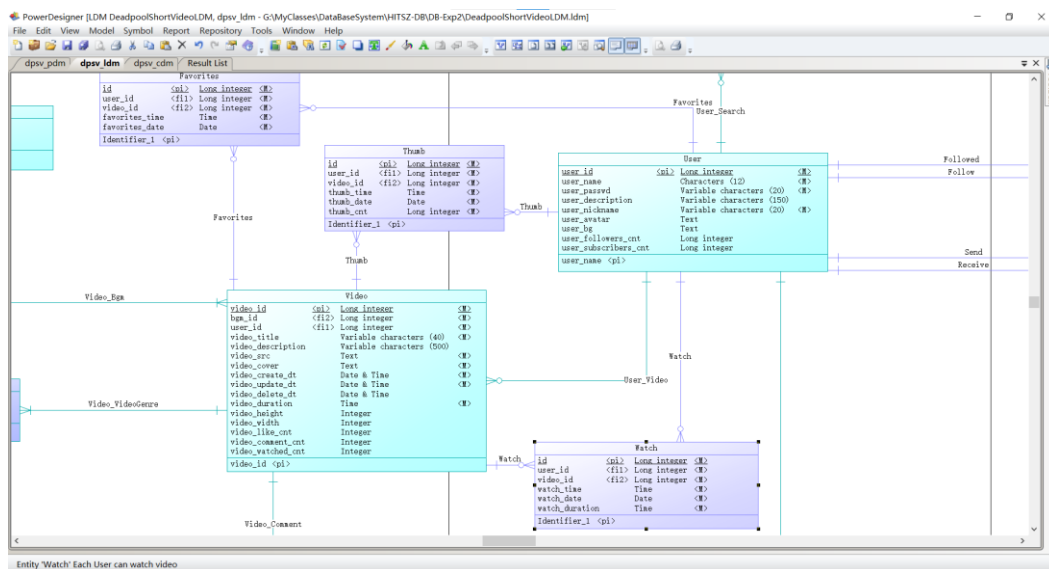 PowerDesigner [LDM DeadpoolShortVideoLDM, dpsv_ldm - G:\MyClasses\DataBaseSystem\HITSZ-DB\DB-Exp2\DeadpoolShortVideoLDM.ldm]
File Edit View Model Symbol Report Repository Tools Window Help
dpsv_pdm dpsv_ldm dpsv_cdm Result List
Favorites
id <pi> Long integer <M>
user_id <fi1> Long integer <M>
video_id <fi2> Long integer <M>
favorites_time Time <M>
favorites_date Date <M>
Identifier_1 <pi>
Favorites
User_Search
Thumb
id <pi> Long integer <M>
user_id <fi1> Long integer <M>
video_id <fi2> Long integer <M>
thumb_time Time <M>
thumb_date Date <M>
thumb_cnt Long integer <M>
Identifier_1 <pi>
Thumb
User
user_id <pi> Long integer <M>
user_name Characters (12) <M>
user_passwd Variable characters (20) <M>
user_description Variable characters (150)
user_nickname Variable characters (20) <M>
user_avatar Text
user_bg Text
user_followers_cnt Long integer
user_subscribers_cnt Long integer
user_name <pi>
Followed
Follow
Send
Receive
Favorites
Thumb
Video_Bgm
Video
video_id <pi> Long integer <M>
bgm_id <fi2> Long integer <M>
user_id <fi1> Long integer <M>
video_title Variable characters (40) <M>
video_description Variable characters (500)
video_src Text <M>
video_cover Text <M>
video_create_dt Date & Time <M>
video_update_dt Date & Time <M>
video_delete_dt Date & Time
video_duration Time <M>
video_height Integer
video_width Integer
video_like_cnt Integer
video_comment_cnt Integer
video_watched_cnt Integer
video_id <pi>
Video_VideoGenre
Watch
User_Video
Watch
Watch
id <pi> Long integer <M>
user_id <fi1> Long integer <M>
video_id <fi2> Long integer <M>
watch_time Time <M>
watch_date Date <M>
watch_duration Time <M>
Identifier_1 <pi>
Video_Comment
Entity 'Watch' Each User can watch video